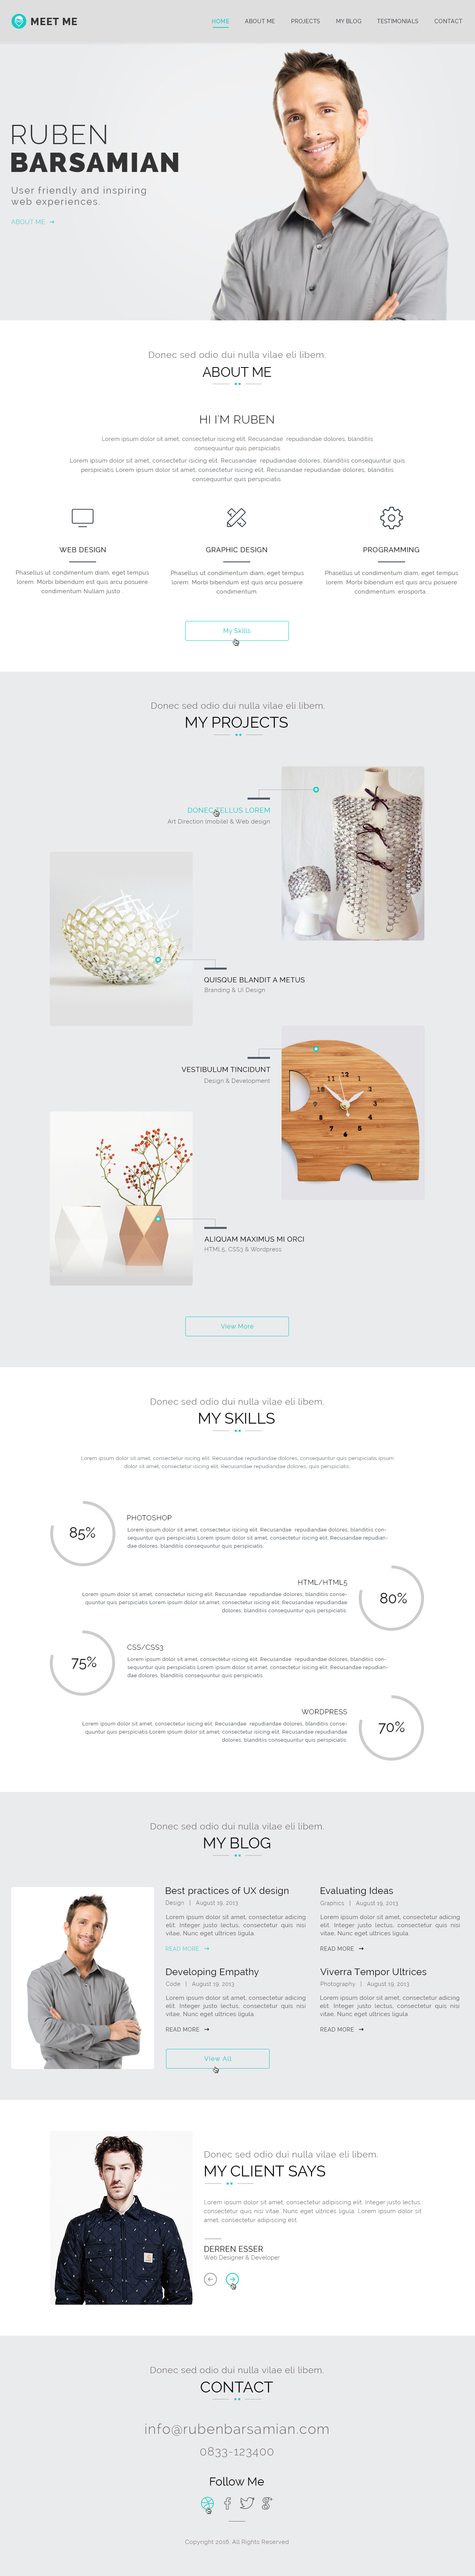 MEET ME
HOME ABOUT ME PROJECTS MY BLOG TESTIMONIALS CONTACT
RUBEN
BARSAMIAN
User friendly and inspiring
web experiences.
ABOUT ME →
Donec sed odio dui nulla vilae eli libem.
ABOUT ME
HI I'M RUBEN
Lorem ipsum dolor sit amet, consectetur isicing elit. Recusandae repudiandae dolores, blanditiis
consequuntur quis perspiciatis.
Lorem ipsum dolor sit amet, consectetur isicing elit. Recusandae repudiandae dolores, blanditiis consequuntur quis
perspiciatis Lorem ipsum dolor sit amet, consectetur isicing elit. Recusandae repudiandae dolores, blanditiis
consequuntur quis perspiciatis.
WEB DESIGN
Phasellus ut condimentum diam, eget tempus
lorem. Morbi bibendum est quis arcu posuere
condimentum Nullam justo .
GRAPHIC DESIGN
Phasellus ut condimentum diam, eget tempus
lorem. Morbi bibendum est quis arcu posuere
condimentum.
PROGRAMMING
Phasellus ut condimentum diam, eget tempus
lorem. Morbi bibendum est quis arcu posuere
condimentum erosporta.
My Skills
Donec sed odio dui nulla vilae eli libem.
MY PROJECTS
DONEC TELLUS LOREM
Art Direction (mobile) & Web design
QUISQUE BLANDIT A METUS
Branding & UI Design
VESTIBULUM TINCIDUNT
Design & Development
11 12 1
10 2
9 3
8 4
7 6 5
ALIQUAM MAXIMUS MI ORCI
HTML5, CSS3 & Wordpress
View More
Donec sed odio dui nulla vilae eli libem.
MY SKILLS
Lorem ipsum dolor sit amet, consectetur isicing elit. Recusandae repudiandae dolores, consequuntur quis perspiciatis ipsum
dolor sit amet, consectetur isicing elit. Recusandae repudiandae dolores, quis perspiciatis.
85%
PHOTOSHOP
Lorem ipsum dolor sit amet, consectetur isicing elit. Recusandae repudiandae dolores, blanditiis con-
sequuntur quis perspiciatis Lorem ipsum dolor sit amet, consectetur isicing elit. Recusandae repudian-
dae dolores, blanditiis consequuntur quis perspiciatis.
HTML/HTML5
Lorem ipsum dolor sit amet, consectetur isicing elit. Recusandae repudiandae dolores, blanditiis conse-
quuntur quis perspiciatis Lorem ipsum dolor sit amet, consectetur isicing elit. Recusandae repudiandae
dolores, blanditiis consequuntur quis perspiciatis.
80%
75%
CSS/CSS3
Lorem ipsum dolor sit amet, consectetur isicing elit. Recusandae repudiandae dolores, blanditiis con-
sequuntur quis perspiciatis Lorem ipsum dolor sit amet, consectetur isicing elit. Recusandae repudian-
dae dolores, blanditiis consequuntur quis perspiciatis.
WORDPRESS
Lorem ipsum dolor sit amet, consectetur isicing elit. Recusandae repudiandae dolores, blanditiis conse-
quuntur quis perspiciatis Lorem ipsum dolor sit amet, consectetur isicing elit. Recusandae repudiandae
dolores, blanditiis consequuntur quis perspiciatis.
70%
Donec sed odio dui nulla vilae eli libem.
MY BLOG
Best practices of UX design
Design | August 19, 2013
Lorem ipsum dolor sit amet, consectetur adicing
elit. Integer justo lectus, consectetur quis nisi
vitae, Nunc eget ultrices ligula.
READ MORE →
Evaluating Ideas
Graphics | August 19, 2013
Lorem ipsum dolor sit amet, consectetur adicing
elit. Integer justo lectus, consectetur quis nisi
vitae, Nunc eget ultrices ligula.
READ MORE →
Developing Empathy
Code | August 19, 2013
Lorem ipsum dolor sit amet, consectetur adicing
elit. Integer justo lectus, consectetur quis nisi
vitae, Nunc eget ultrices ligula.
READ MORE →
Viverra Tempor Ultrices
Photography | August 19, 2013
Lorem ipsum dolor sit amet, consectetur adicing
elit. Integer justo lectus, consectetur quis nisi
vitae, Nunc eget ultrices ligula.
READ MORE →
View All
Donec sed odio dui nulla vilae eli libem.
MY CLIENT SAYS
Lorem ipsum dolor sit amet, consectetur adipiscing elit. Integer justo lectus,
consectetur quis nisi vitae, Nunc eget ultrices ligula. Lorem ipsum dolor sit
amet, consectetur adipiscing elit.
DERREN ESSER
Web Designer & Developer
Donec sed odio dui nulla vilae eli libem.
CONTACT
info@rubenbarsamian.com
0833-123400
Follow Me
Copyright 2016. All Rights Reserved